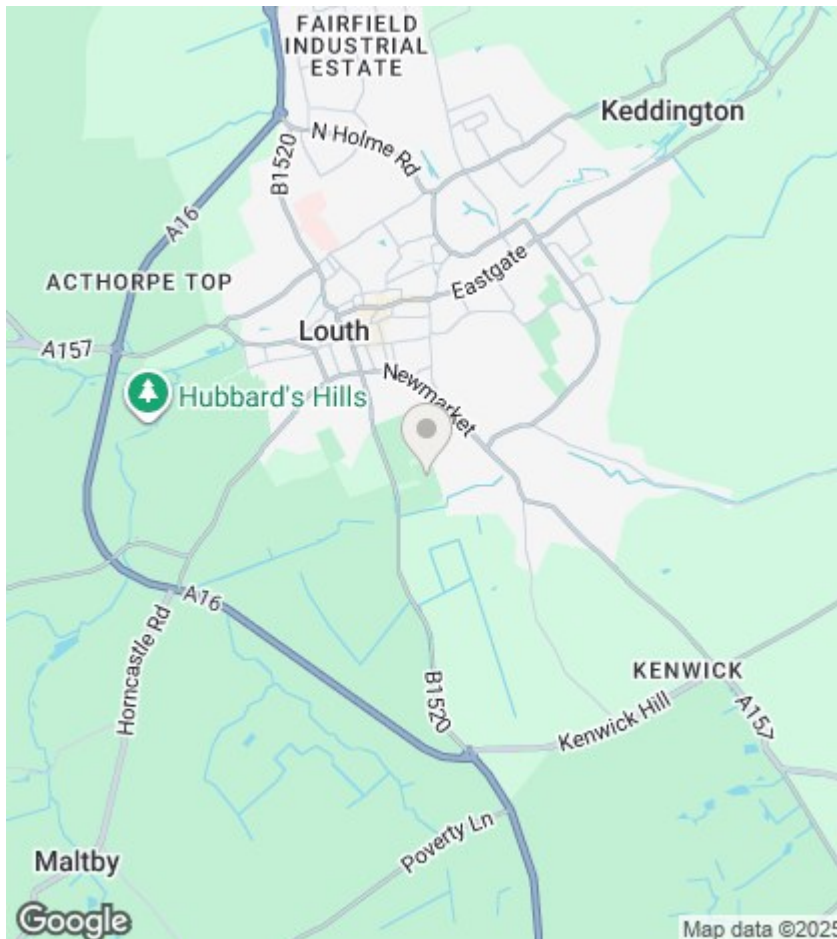 FAIRFIELD
INDUSTRIAL
ESTATE
Keddington
N Holme Rd
B1520
A16
ACTHORPE TOP
Eastgate
Louth
A157
Newmarket
Hubbard's Hills
A16
Horncastle Rd
B1520
KENWICK
Kenwick Hill
A157
Poverty Ln
Maltby
Google
Map data ©2025